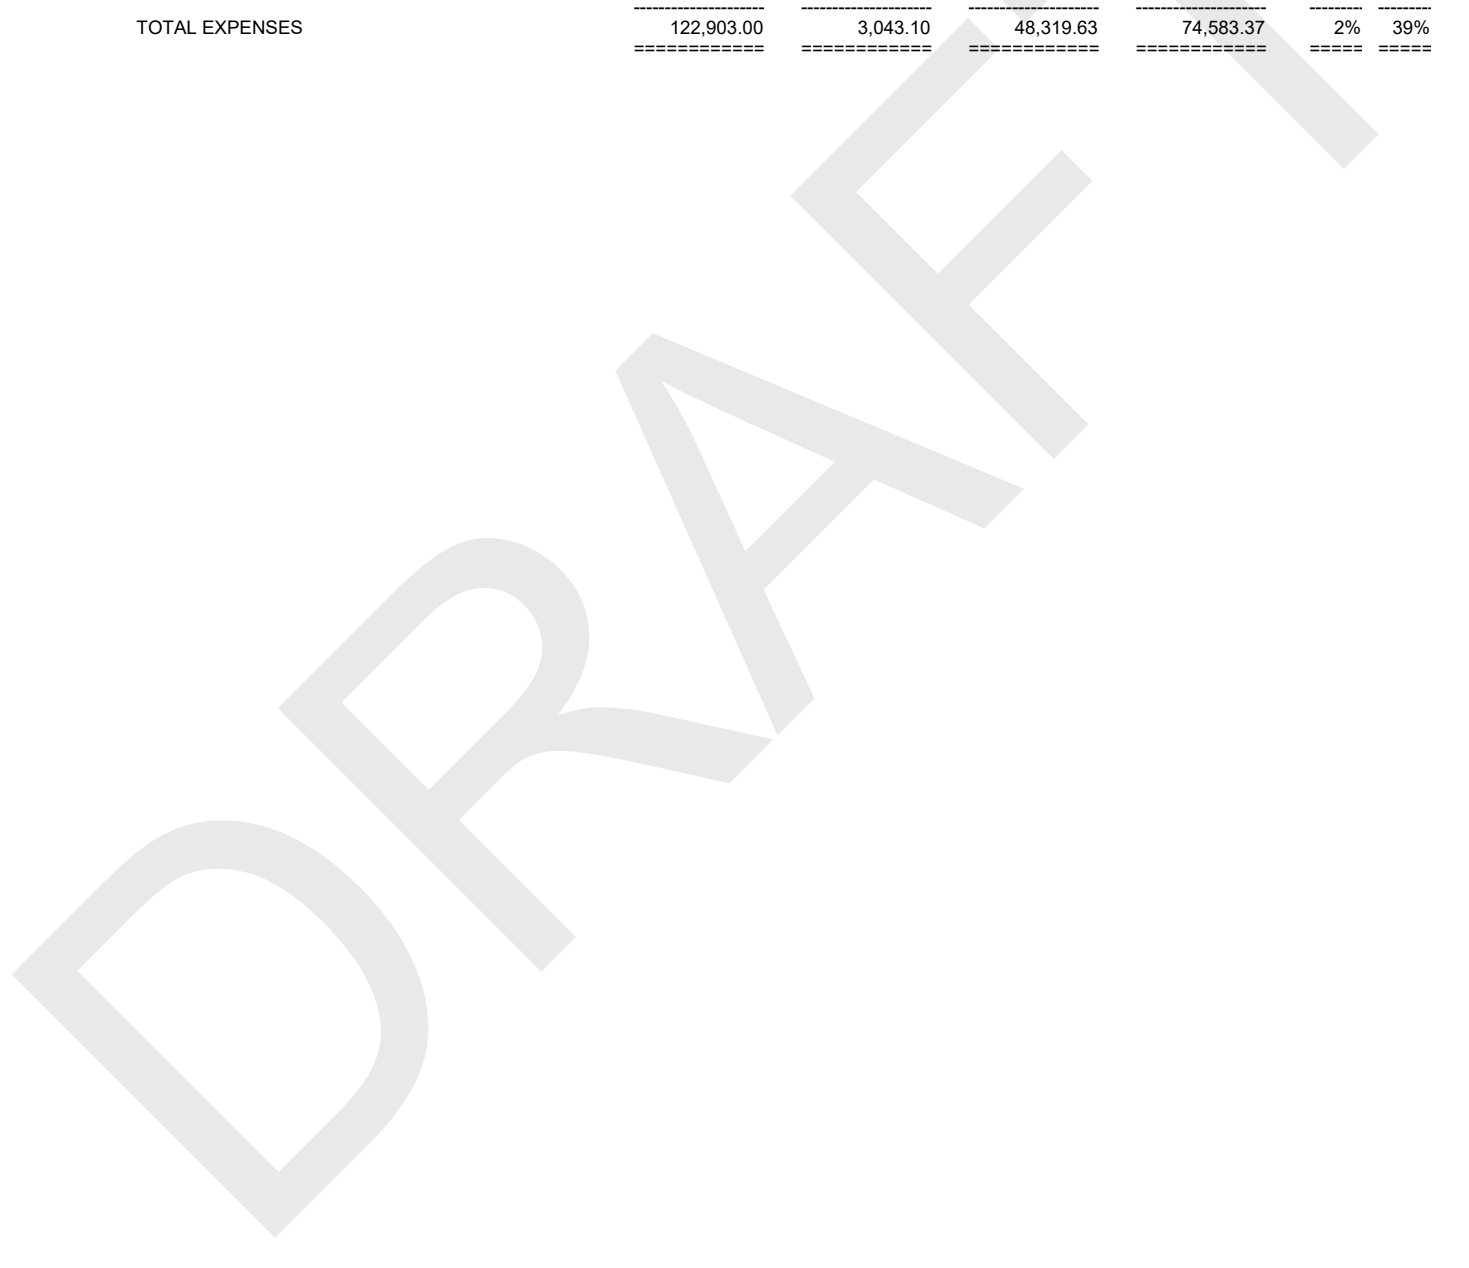 --------------------- --------------------- --------------------- --------------------- -------- --------
TOTAL EXPENSES 122,903.00 3,043.10 48,319.63 74,583.37 2% 39%
============ ============ ============ ============ ===== =====
DRAFT